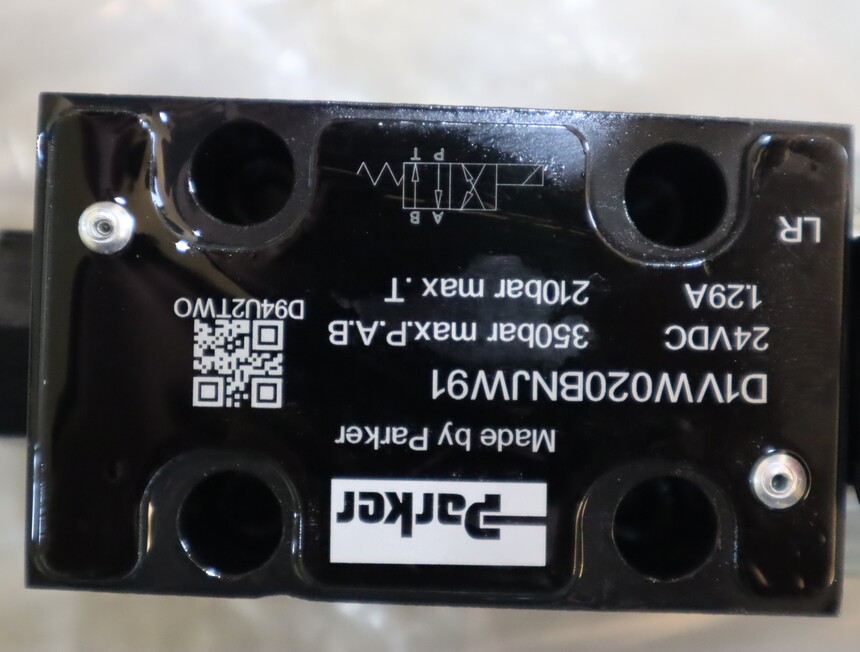 Parker
Made by Parker
D1VW020BNJW91
24VDC 350bar max.P.A.B
1.29A 210bar max .T
D94U2TWO
LR
A B
P T